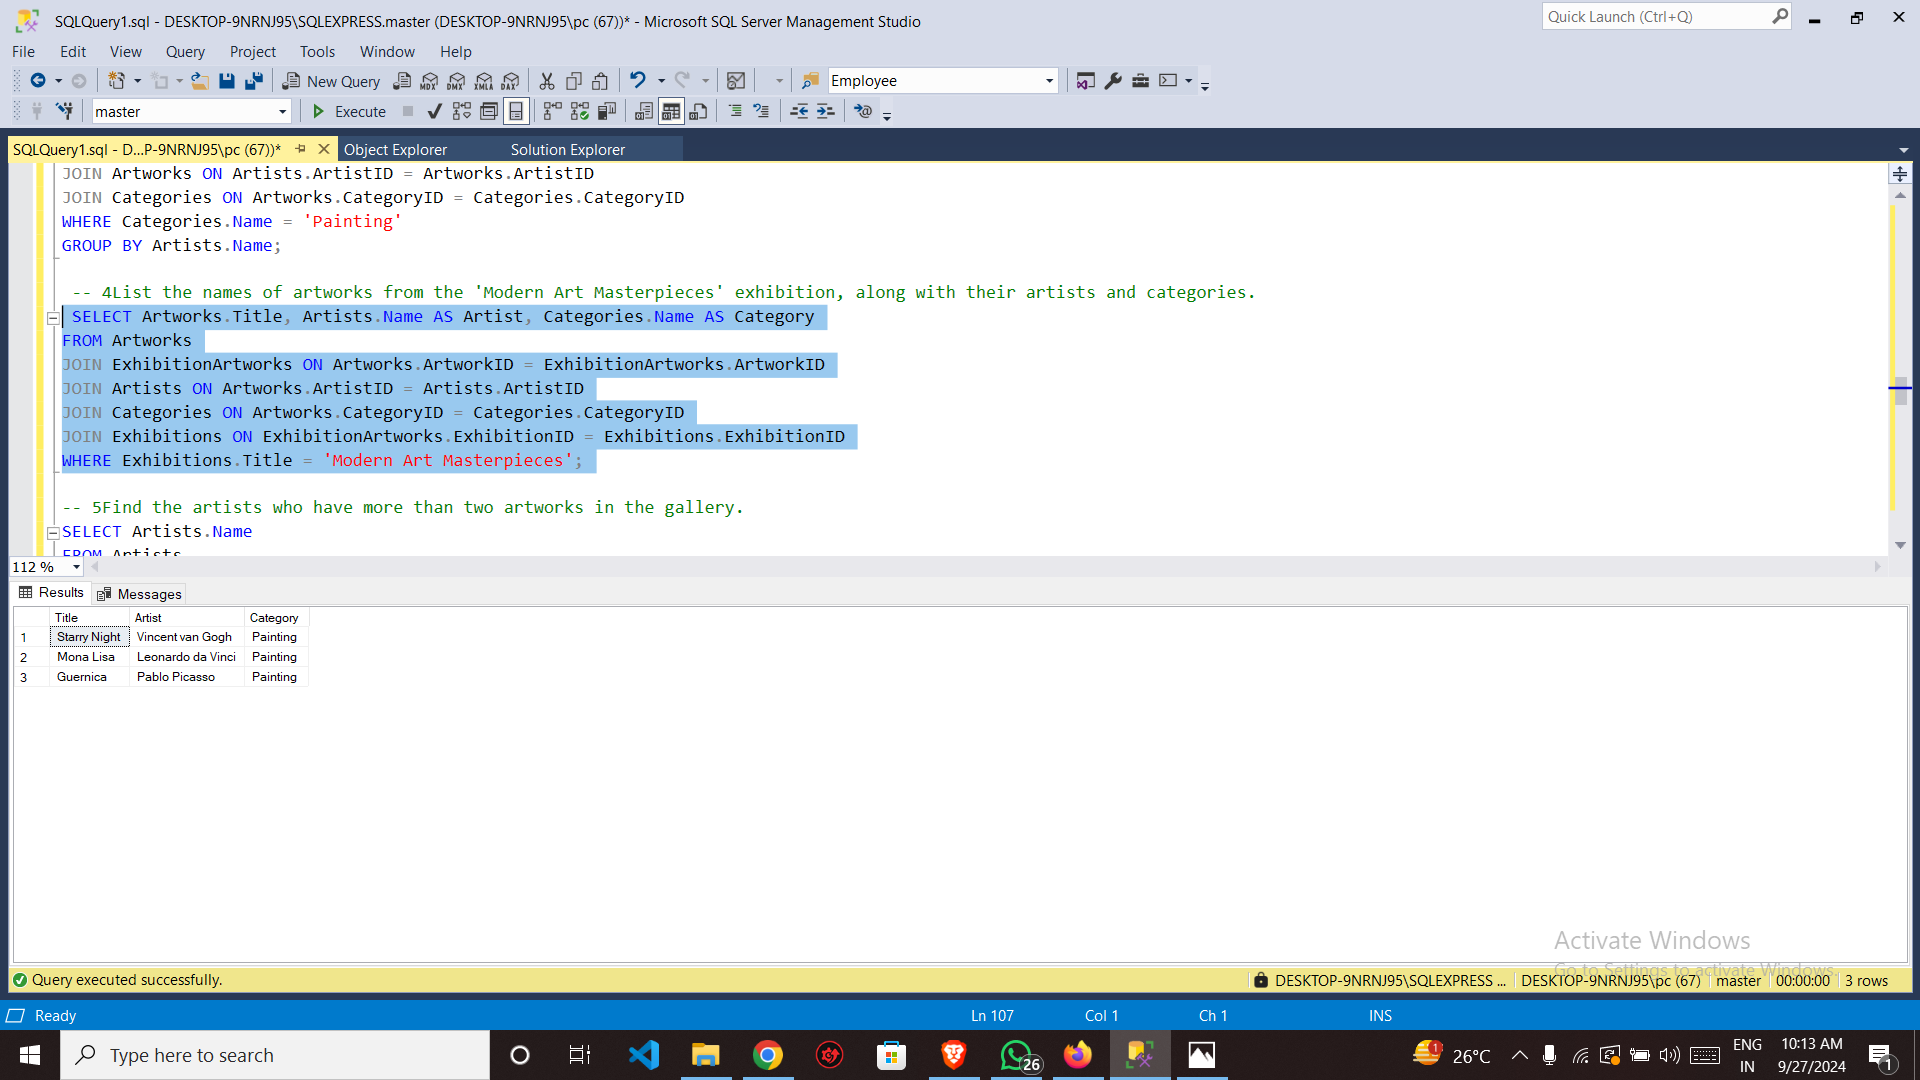 SQLQuery1.sql - DESKTOP-9NRNJ95\SQLEXPRESS.master (DESKTOP-9NRNJ95\pc (67))* - Microsoft SQL Server Management Studio
Quick Launch (Ctrl+Q)
File Edit View Query Project Tools Window Help
New Query MDX DMX XMLA DAX Employee
master Execute
SQLQuery1.sql - D...P-9NRNJ95\pc (67))* Object Explorer Solution Explorer
JOIN Artworks ON Artists.ArtistID = Artworks.ArtistID
JOIN Categories ON Artworks.CategoryID = Categories.CategoryID
WHERE Categories.Name = 'Painting'
GROUP BY Artists.Name;
-- 4List the names of artworks from the 'Modern Art Masterpieces' exhibition, along with their artists and categories.
SELECT Artworks.Title, Artists.Name AS Artist, Categories.Name AS Category
FROM Artworks
JOIN ExhibitionArtworks ON Artworks.ArtworkID = ExhibitionArtworks.ArtworkID
JOIN Artists ON Artworks.ArtistID = Artists.ArtistID
JOIN Categories ON Artworks.CategoryID = Categories.CategoryID
JOIN Exhibitions ON ExhibitionArtworks.ExhibitionID = Exhibitions.ExhibitionID
WHERE Exhibitions.Title = 'Modern Art Masterpieces';
-- 5Find the artists who have more than two artworks in the gallery.
SELECT Artists.Name
FROM Artists
112 %
Results Messages
Title Artist Category
1 Starry Night Vincent van Gogh Painting
2 Mona Lisa Leonardo da Vinci Painting
3 Guernica Pablo Picasso Painting
Activate Windows
Go to Settings to activate Windows.
Query executed successfully. DESKTOP-9NRNJ95\SQLEXPRESS ... DESKTOP-9NRNJ95\pc (67) master 00:00:00 3 rows
Ready Ln 107 Col 1 Ch 1 INS
Type here to search 26 1 26°C ENG IN 10:13 AM 9/27/2024 1